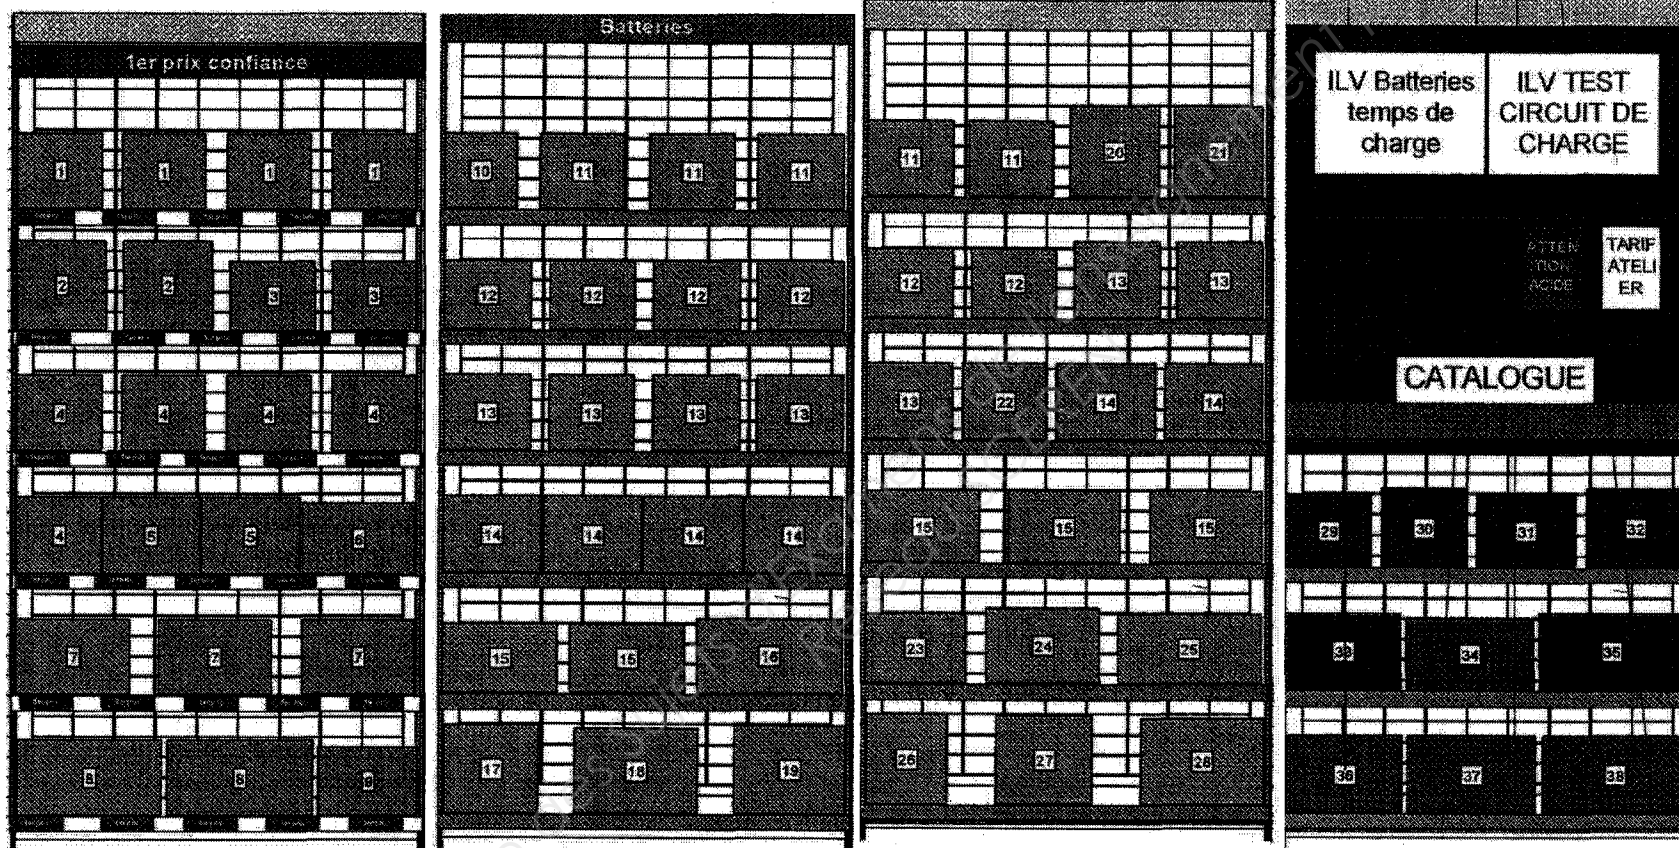 1er prix confiance
1 1 1 1
2 2 3 3
4 4 4 4
4 5 5 6
7 7 7
8 8 9
Batteries
10 11 11 11
12 12 12 12
13 13 13 13
14 14 14 14
15 15 16
17 18 19
11 11 20 21
12 12 13 13
13 22 14 14
15 15 15
23 24 25
26 27 28
ILV Batteries
temps de
charge
ILV TEST
CIRCUIT DE
CHARGE
ATTEN
TION
ACIDE
TARIF
ATELI
ER
CATALOGUE
29 30 31 32
33 34 35
36 37 38